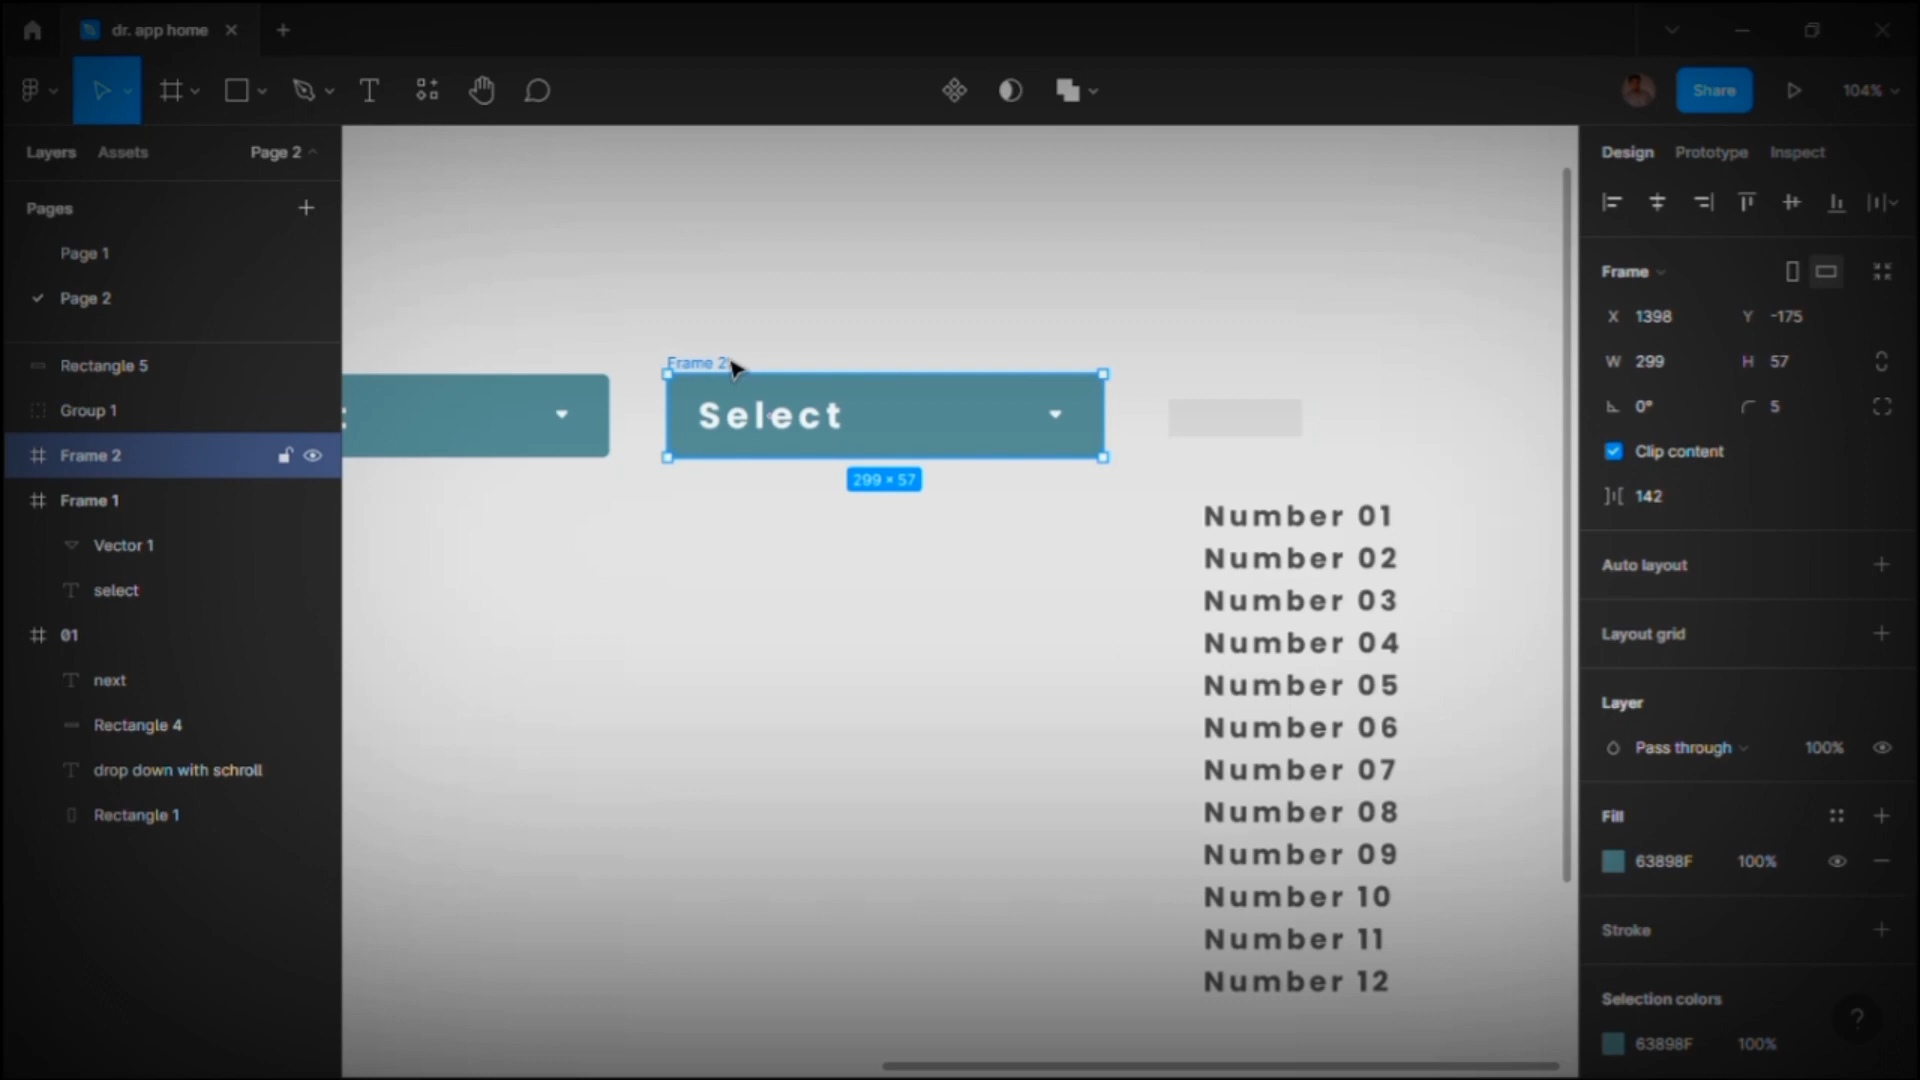 dr. app home
Share
104%
Layers
Assets
Page 2
Pages
Page 1
Page 2
Rectangle 5
Group 1
Frame 2
Frame 1
Vector 1
select
01
next
Rectangle 4
drop down with schroll
Rectangle 1
Frame 2
Select
299 × 57
Number 01
Number 02
Number 03
Number 04
Number 05
Number 06
Number 07
Number 08
Number 09
Number 10
Number 11
Number 12
Design
Prototype
Inspect
Frame
X 1398
Y -175
W 299
H 57
0°
5
Clip content
142
Auto layout
Layout grid
Layer
Pass through
100%
Fill
63898F
100%
Stroke
Selection colors
63898F
100%
?